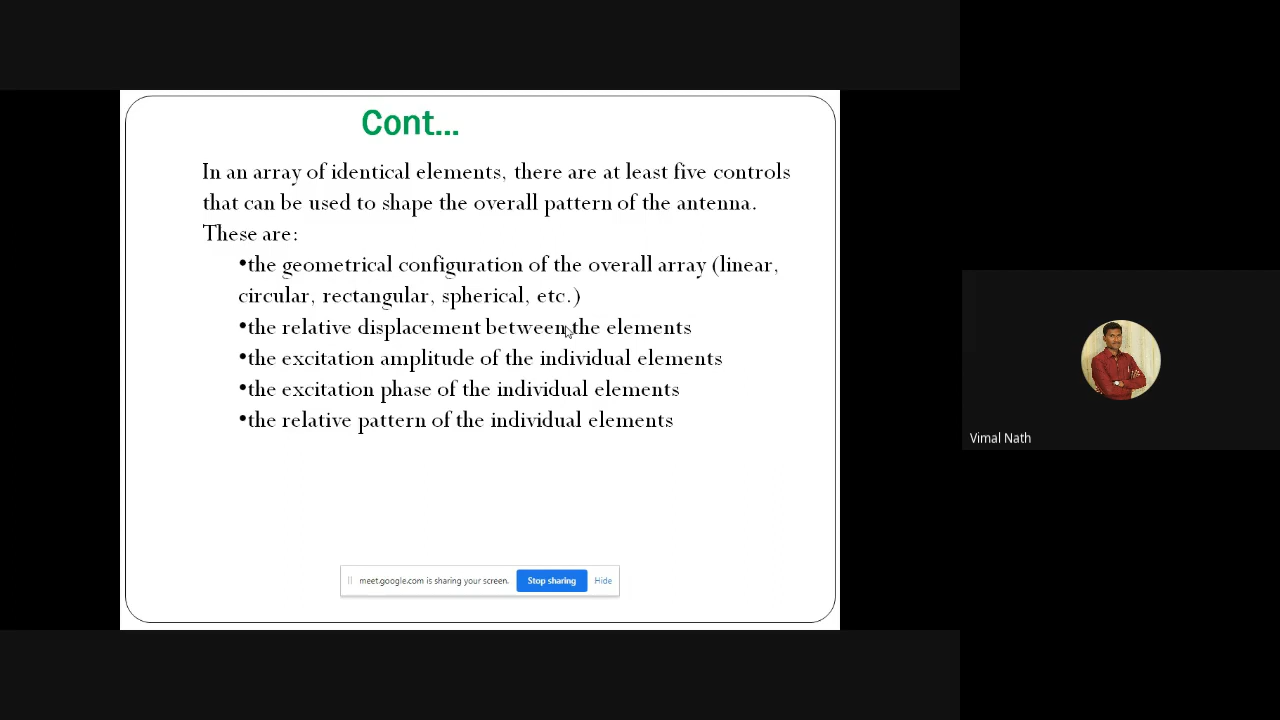 Cont...
In an array of identical elements, there are at least five controls
that can be used to shape the overall pattern of the antenna.
These are:
•the geometrical configuration of the overall array (linear,
circular, rectangular, spherical, etc.)
•the relative displacement between the elements
•the excitation amplitude of the individual elements
•the excitation phase of the individual elements
•the relative pattern of the individual elements
meet.google.com is sharing your screen. Stop sharing Hide
Vimal Nath